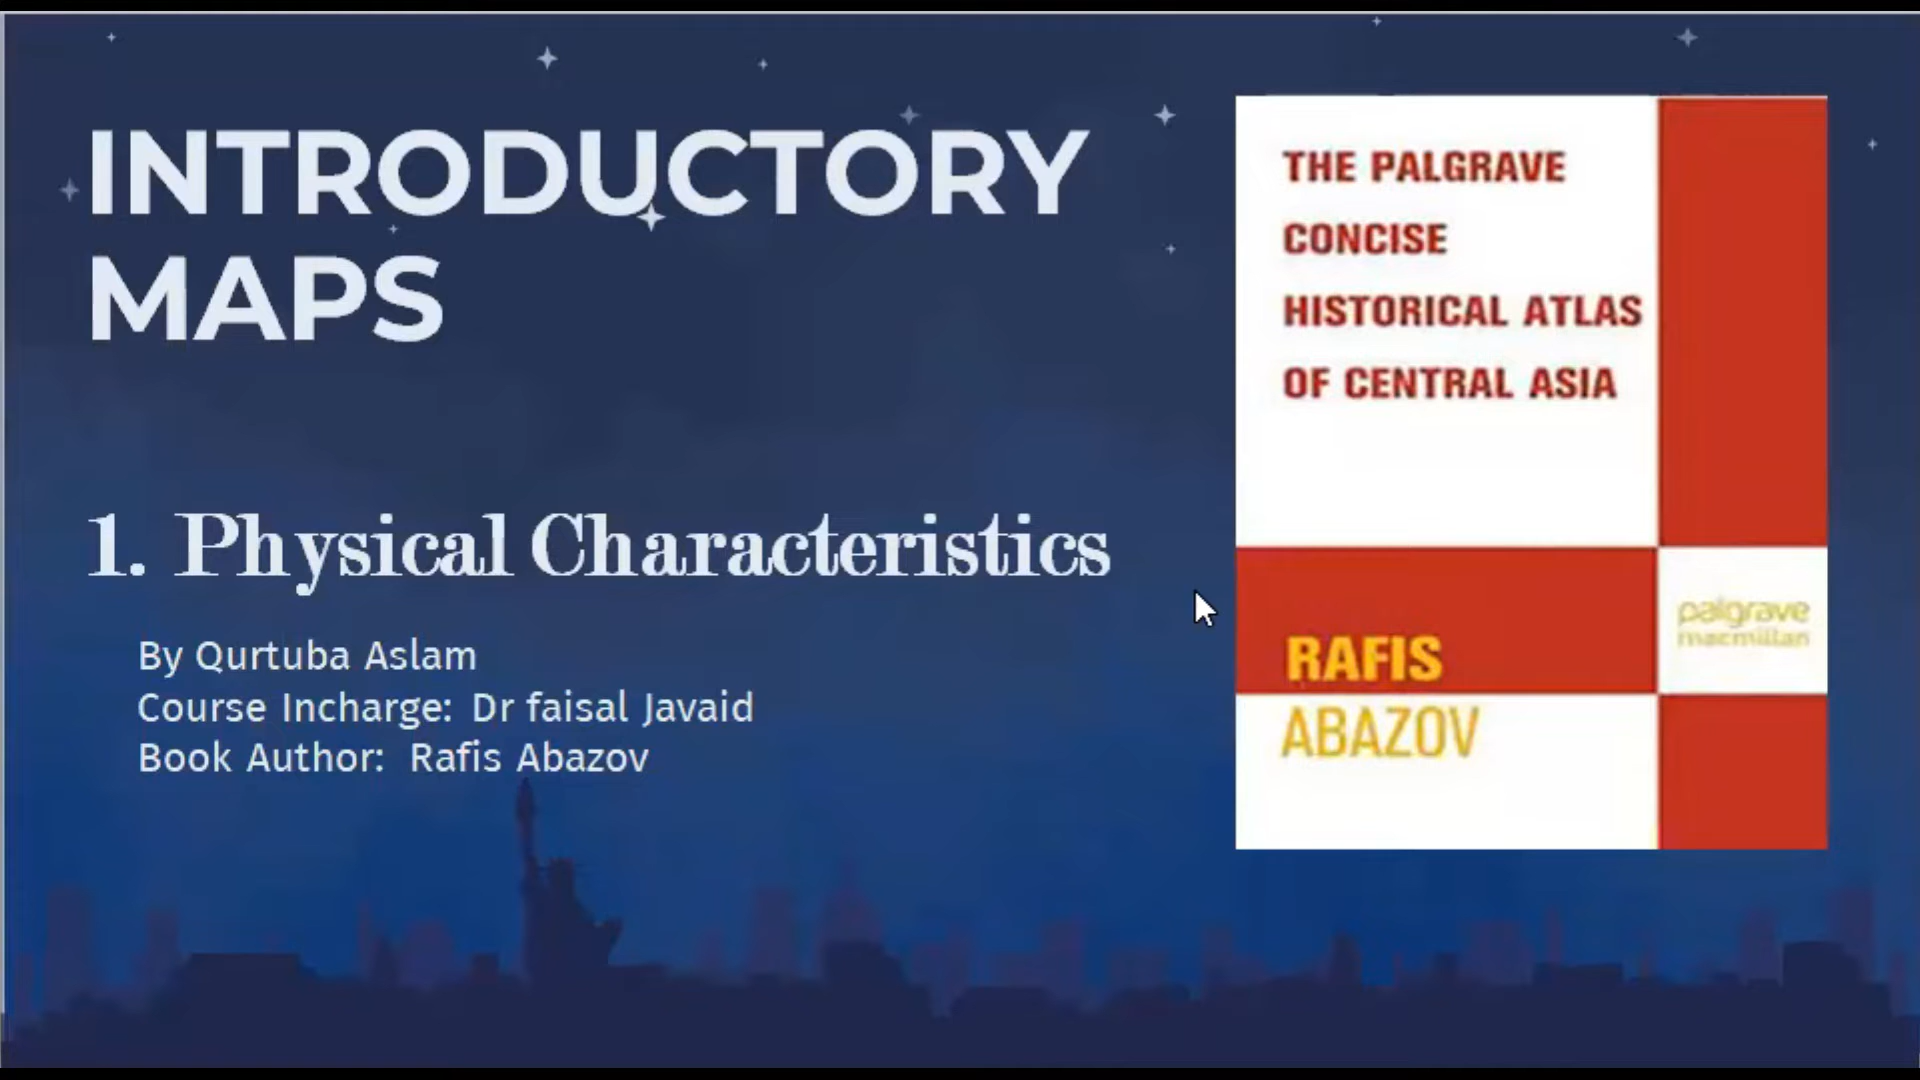 INTRODUCTORY
MAPS
1. Physical Characteristics
By Qurtuba Aslam
Course Incharge: Dr faisal Javaid
Book Author: Rafis Abazov
THE PALGRAVE
CONCISE
HISTORICAL ATLAS
OF CENTRAL ASIA
RAFIS
ABAZOV
palgrave
macmillan